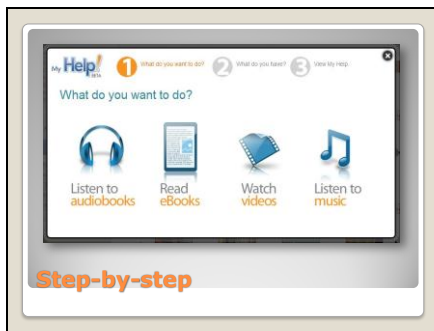 My Help!
BETA
1 What do you want to do? 2 What do you have? 3 View My Help
What do you want to do?
Listen to
audiobooks
Read
eBooks
Watch
videos
Listen to
music
Step-by-step